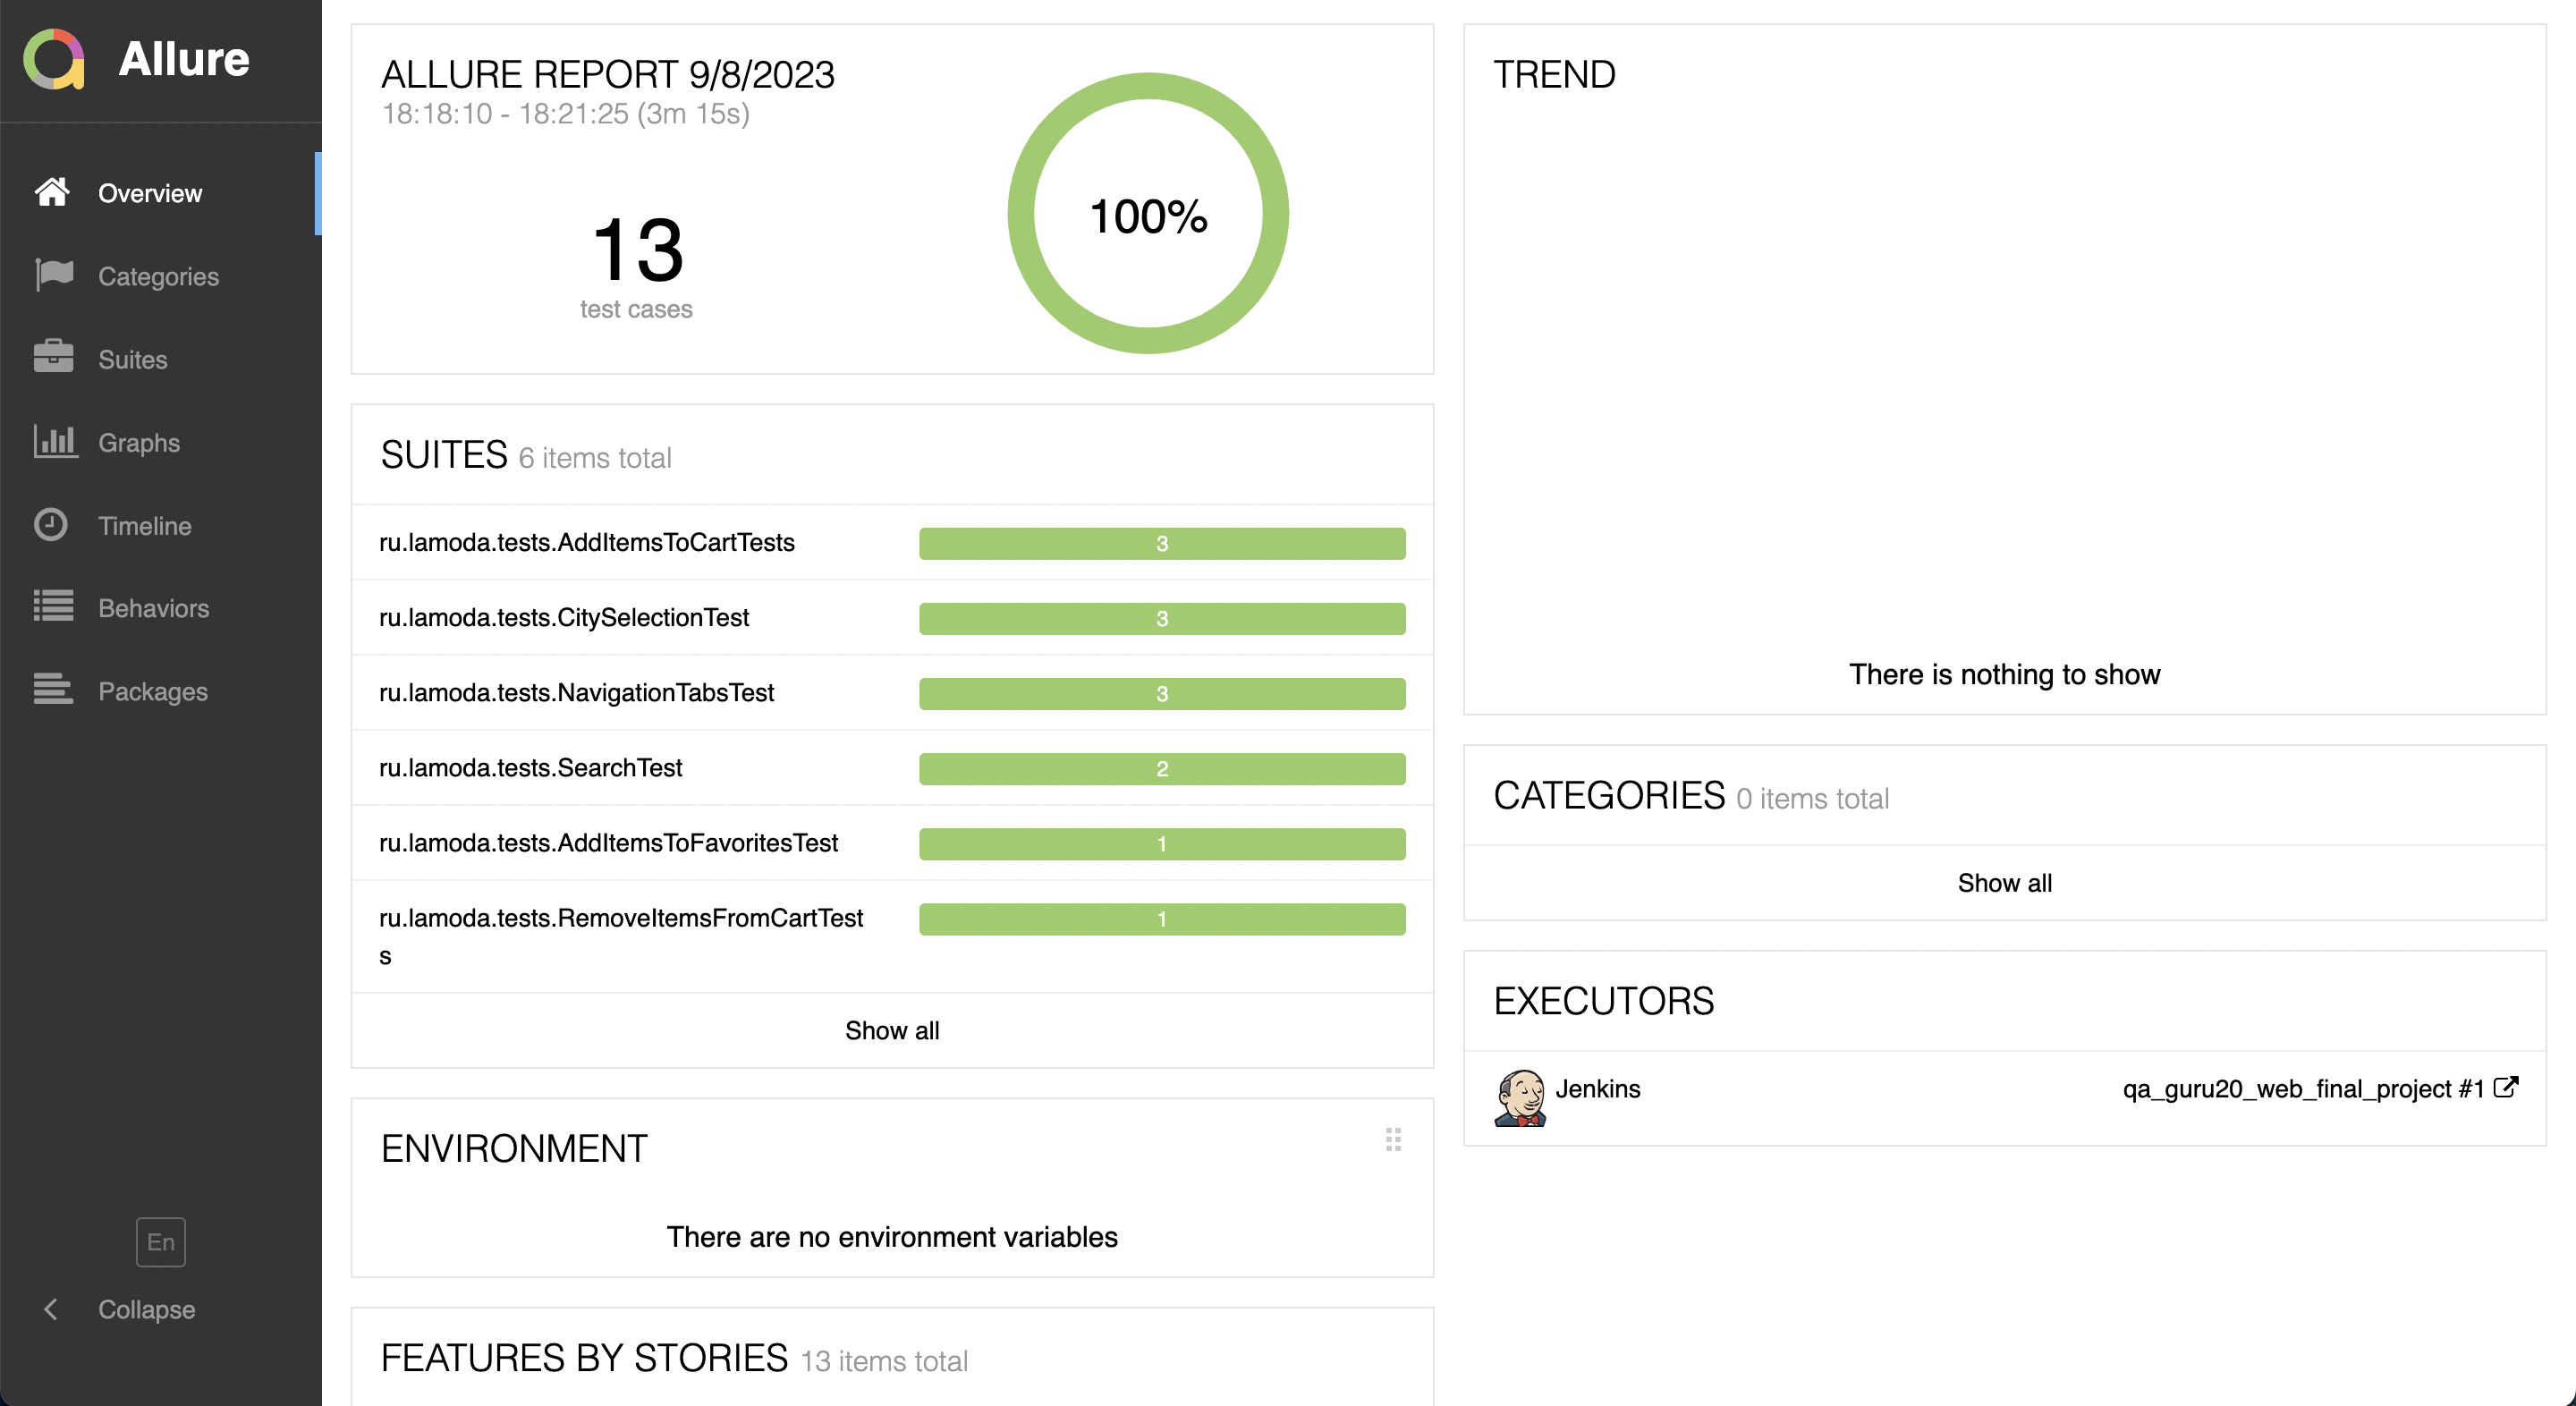 Allure
Overview
Categories
Suites
Graphs
Timeline
Behaviors
Packages
En
Collapse
ALLURE REPORT 9/8/2023
18:18:10 - 18:21:25 (3m 15s)
13
test cases
100%
SUITES 6 items total
ru.lamoda.tests.AddItemsToCartTests 3
ru.lamoda.tests.CitySelectionTest 3
ru.lamoda.tests.NavigationTabsTest 3
ru.lamoda.tests.SearchTest 2
ru.lamoda.tests.AddItemsToFavoritesTest 1
ru.lamoda.tests.RemoveItemsFromCartTest 1
s
Show all
ENVIRONMENT
There are no environment variables
FEATURES BY STORIES 13 items total
TREND
There is nothing to show
CATEGORIES 0 items total
Show all
EXECUTORS
Jenkins qa_guru20_web_final_project #1